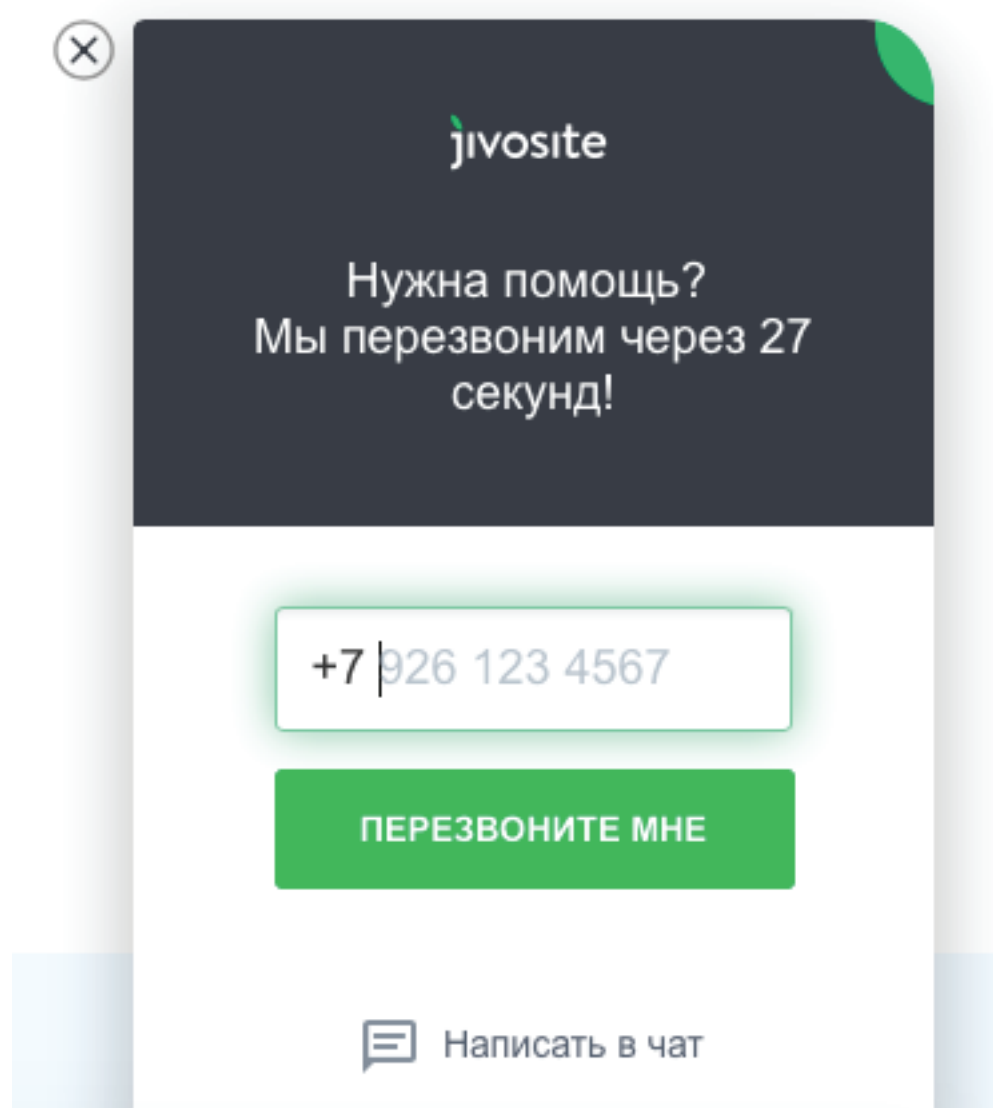 jivosite
Нужна помощь?
Мы перезвоним через 27
секунд!
+7 926 123 4567
ПЕРЕЗВОНИТЕ МНЕ
Написать в чат